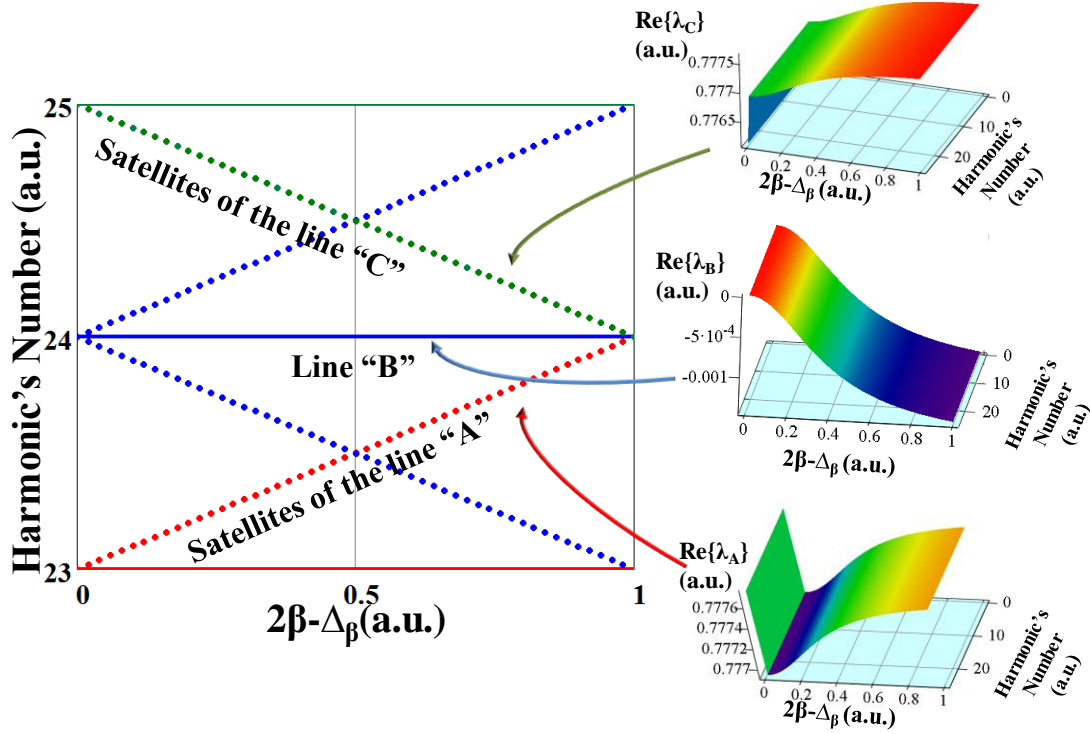 Harmonic's Number (a.u.)
25
24
23
Satellites of the line “C”
Line “B”
Satellites of the line “A”
0
0.5
1
2β-Δβ(a.u.)
Re{λC}
(a.u.)
0.7775
0.777
0.7765
0
0.2
0.4
0.6
0.8
1
2β-Δβ (a.u.)
0
10
20
Harmonic's
Number
(a.u.)
Re{λB}
(a.u.)
0
-5·10-4
-0.001
0
0.2
0.4
0.6
0.8
1
2β-Δβ (a.u.)
0
10
20
Harmonic's
Number
(a.u.)
Re{λA}
(a.u.)
0.7776
0.7774
0.7772
0.777
0
0.2
0.4
0.6
0.8
1
2β-Δβ (a.u.)
0
10
20
Harmonic's
Number
(a.u.)